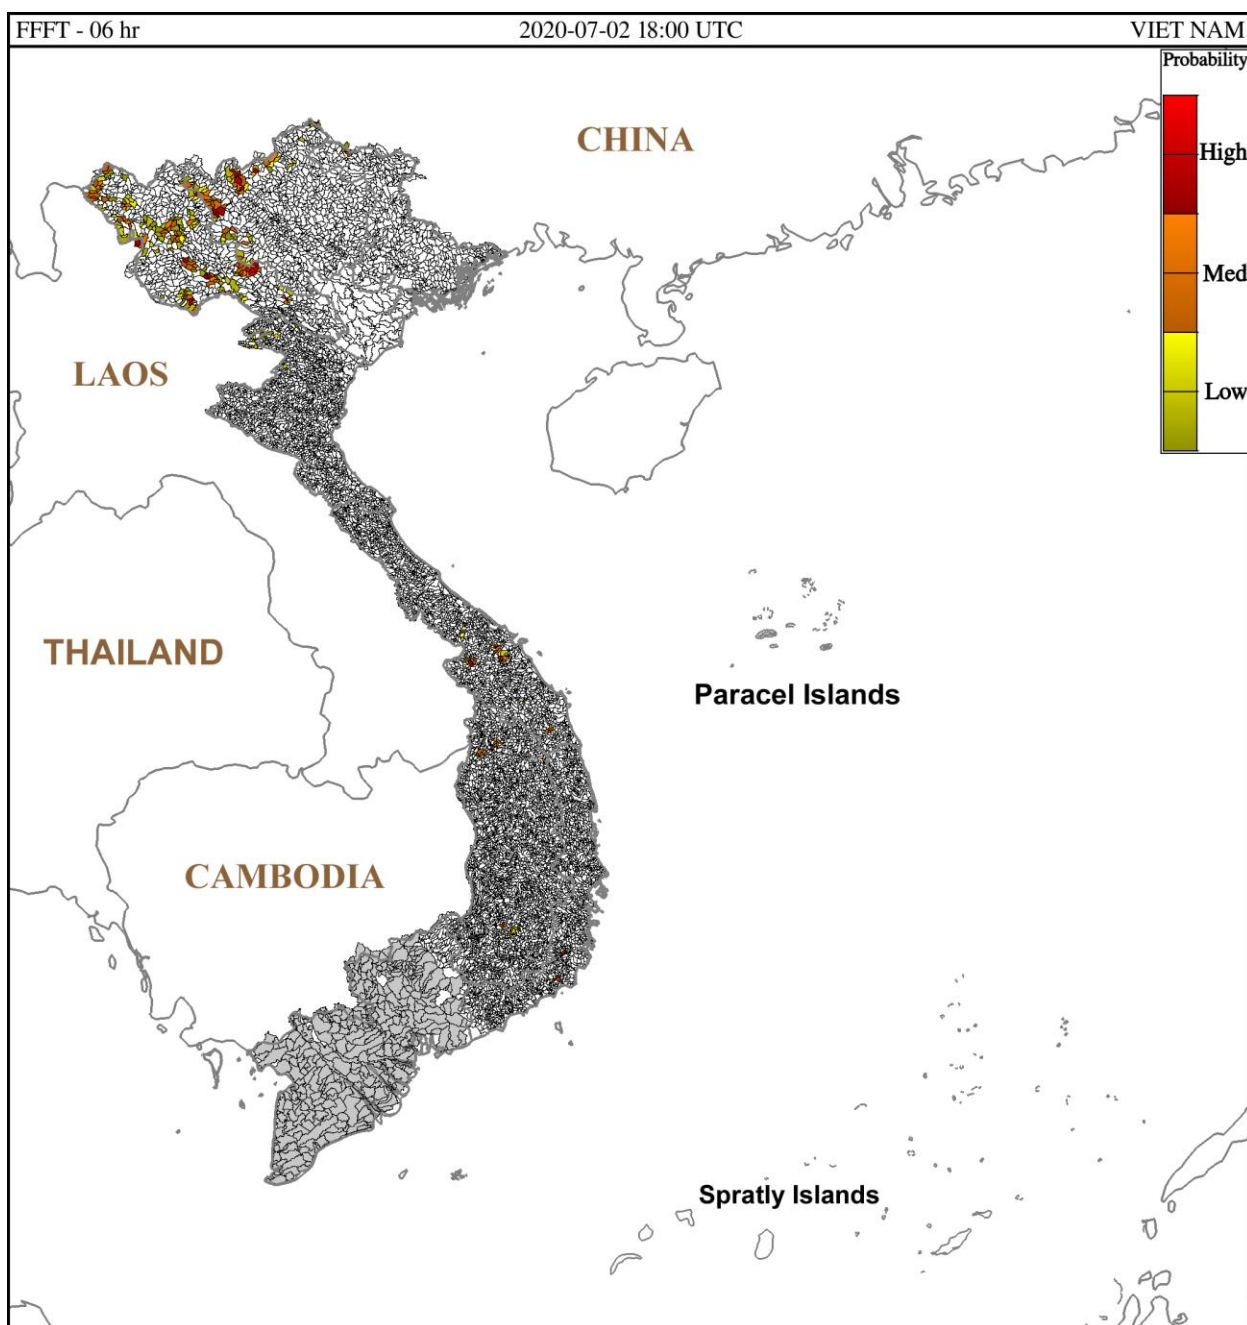 FFFT - 06 hr 2020-07-02 18:00 UTC VIET NAM
Probability
CHINA
High
Med
LAOS
Low
THAILAND
Paracel Islands
CAMBODIA
Spratly Islands